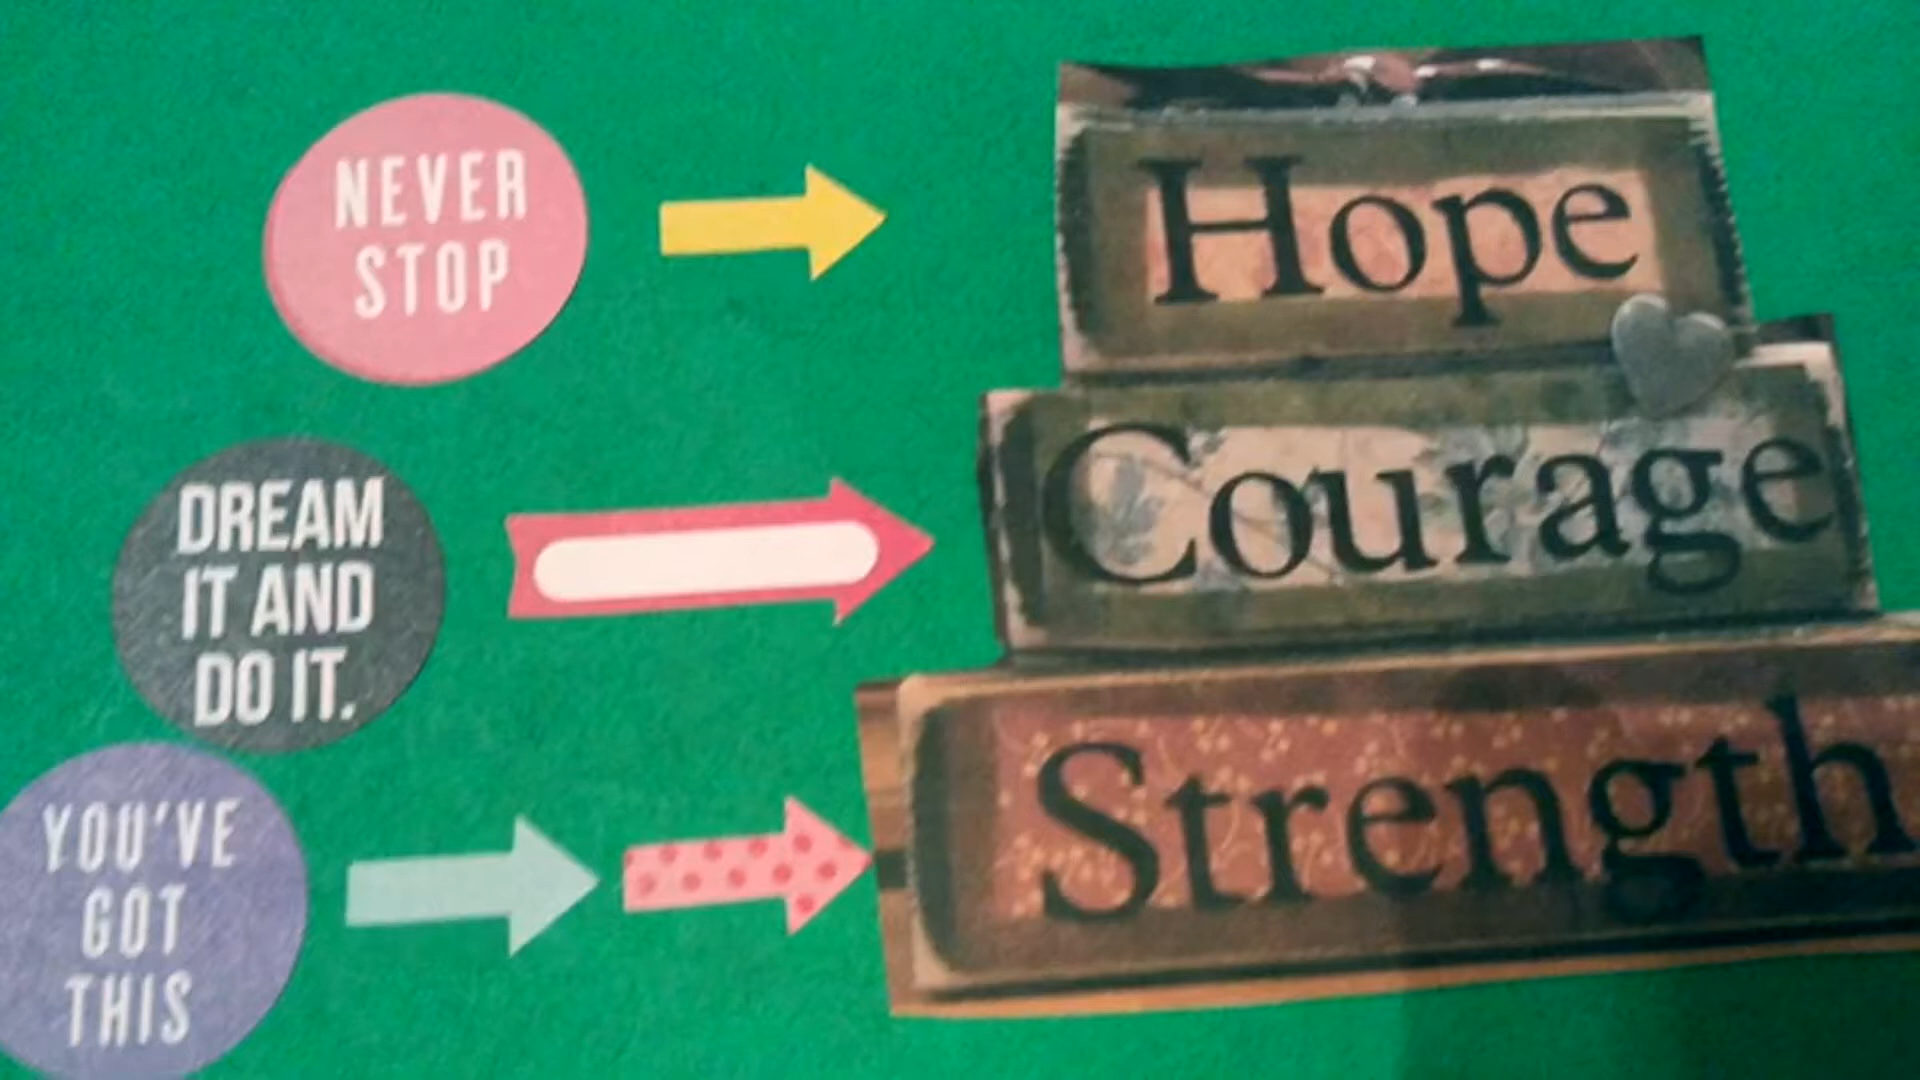 NEVER
STOP
Hope
DREAM
IT AND
DO IT.
Courage
YOU'VE
GOT
THIS
Strength